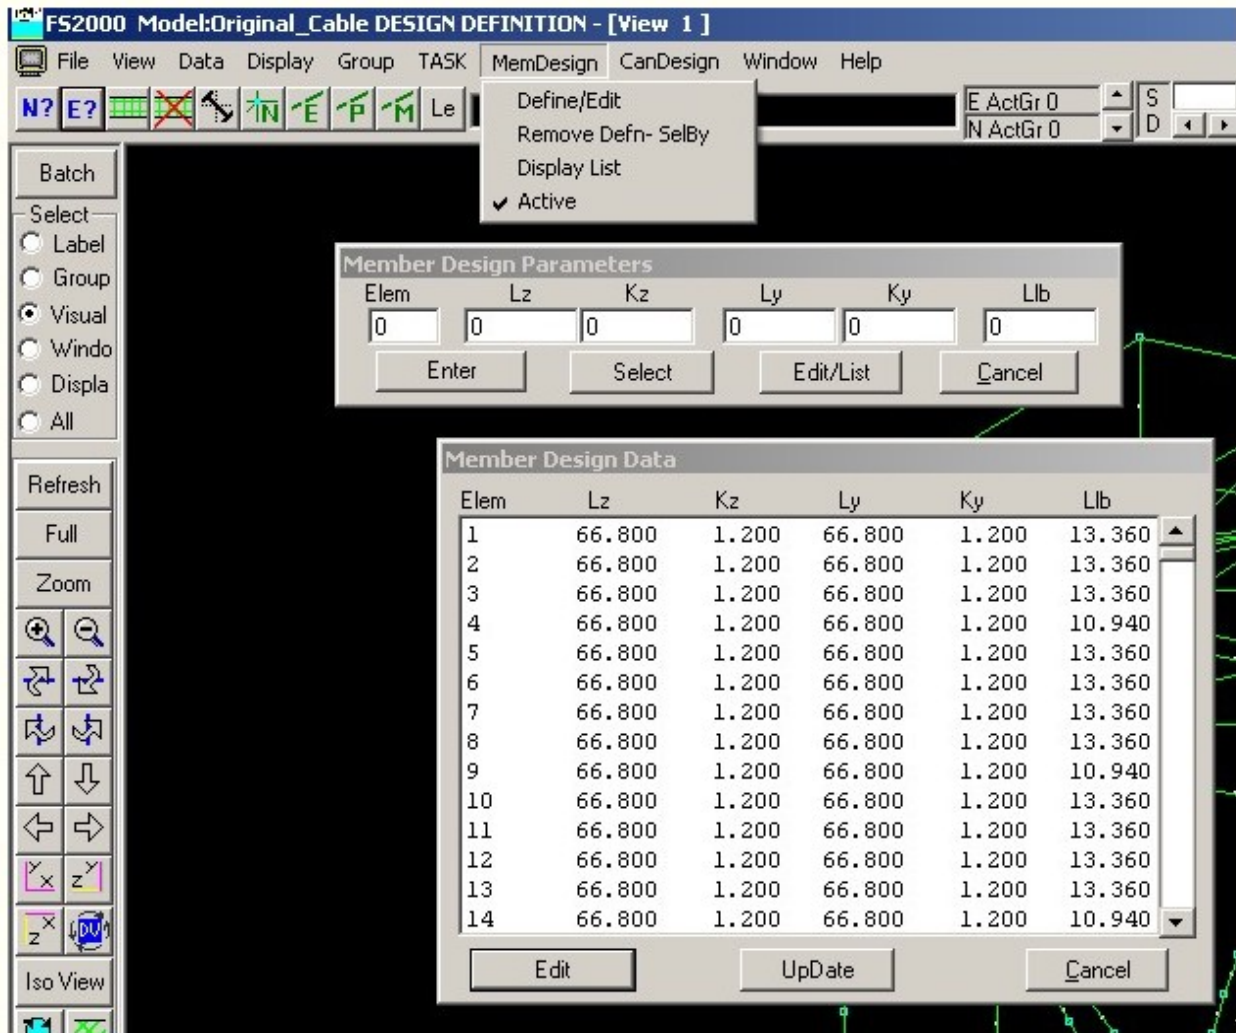 FS2000 Model:Original_Cable DESIGN DEFINITION - [View 1 ]
File View Data Display Group TASK MemDesign CanDesign Window Help
N? E? N E P M Le
E ActGr 0
N ActGr 0
S
D
Define/Edit
Remove Defn- SelBy
Display List
Active
Batch
Select
Label
Group
Visual
Windo
Displa
All
Refresh
Full
Zoom
Y X Z Y
Z X DV
Iso View
Member Design Parameters
Elem Lz Kz Ly Ky Llb
0 0 0 0 0 0
Enter Select Edit/List Cancel
Member Design Data
Elem Lz Kz Ly Ky Llb
1 66.800 1.200 66.800 1.200 13.360
2 66.800 1.200 66.800 1.200 13.360
3 66.800 1.200 66.800 1.200 13.360
4 66.800 1.200 66.800 1.200 10.940
5 66.800 1.200 66.800 1.200 13.360
6 66.800 1.200 66.800 1.200 13.360
7 66.800 1.200 66.800 1.200 13.360
8 66.800 1.200 66.800 1.200 13.360
9 66.800 1.200 66.800 1.200 10.940
10 66.800 1.200 66.800 1.200 13.360
11 66.800 1.200 66.800 1.200 13.360
12 66.800 1.200 66.800 1.200 13.360
13 66.800 1.200 66.800 1.200 13.360
14 66.800 1.200 66.800 1.200 10.940
Edit UpDate Cancel